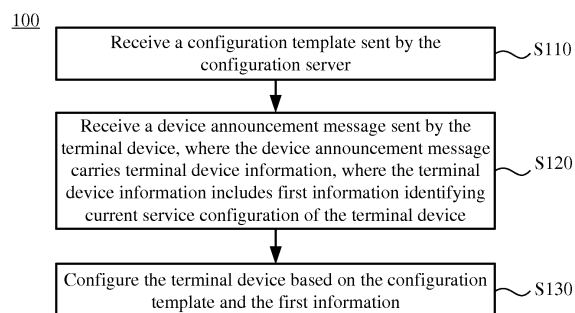 100
Receive a configuration template sent by the
configuration server
S110
Receive a device announcement message sent by the
terminal device, where the device announcement message
carries terminal device information, where the terminal
device information includes first information identifying
current service configuration of the terminal device
S120
Configure the terminal device based on the configuration
template and the first information
S130